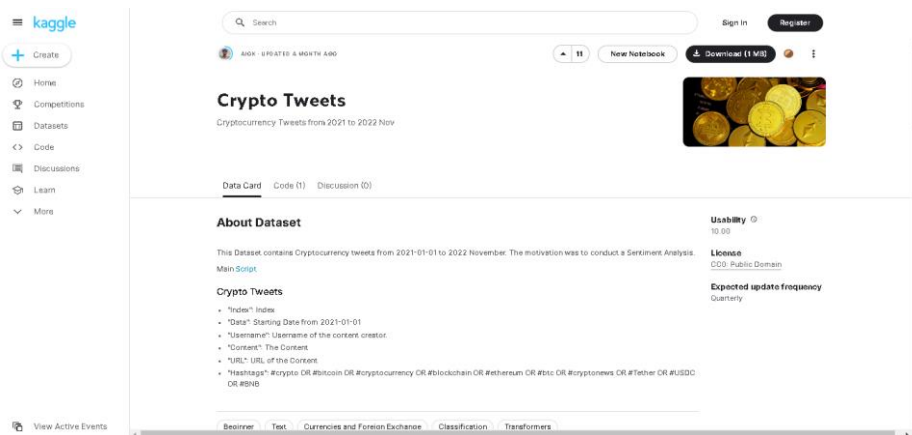 kaggle
Search
Sign In
Register
Create
UPDATED A MONTH AGO
11
New Notebook
Download (1 MB)
Home
Competitions
Datasets
Code
Discussions
Learn
More
Crypto Tweets
Cryptocurrency Tweets from 2021 to 2022 Nov
Data Card Code (1) Discussion (0)
About Dataset
This Dataset contains Cryptocurrency tweets from 2021-01-01 to 2022 November. The motivation was to conduct a Sentiment Analysis.
Main Script
Crypto Tweets
• "Index": Index
• "Data": Starting Date from 2021-01-01
• "Username": Username of the content creator.
• "Content": The Content
• "URL": URL of the Content
• "Hashtags": #crypto OR #bitcoin OR #cryptocurrency OR #blockchain OR #ethereum OR #btc OR #cryptonews OR #Tether OR #USDC
OR #BNB
Usability
10.00
License
CC0: Public Domain
Expected update frequency
Quarterly
Beginner Text Currencies and Foreign Exchange Classification Transformers
View Active Events